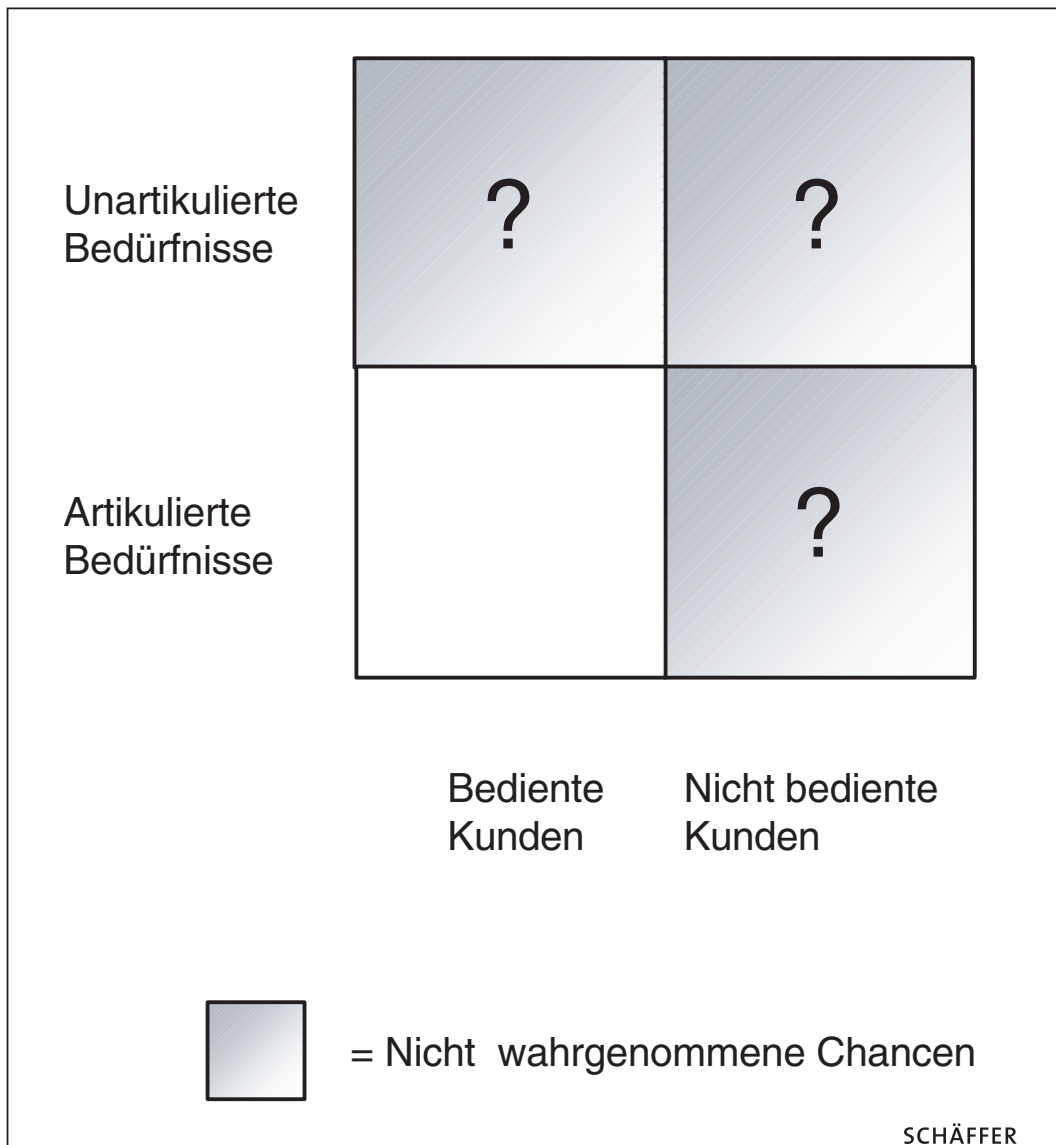 Unartikulierte
Bedürfnisse
?
?
Artikulierte
Bedürfnisse
?
Bediente
Kunden
Nicht bediente
Kunden
= Nicht wahrgenommene Chancen
SCHÄFFER